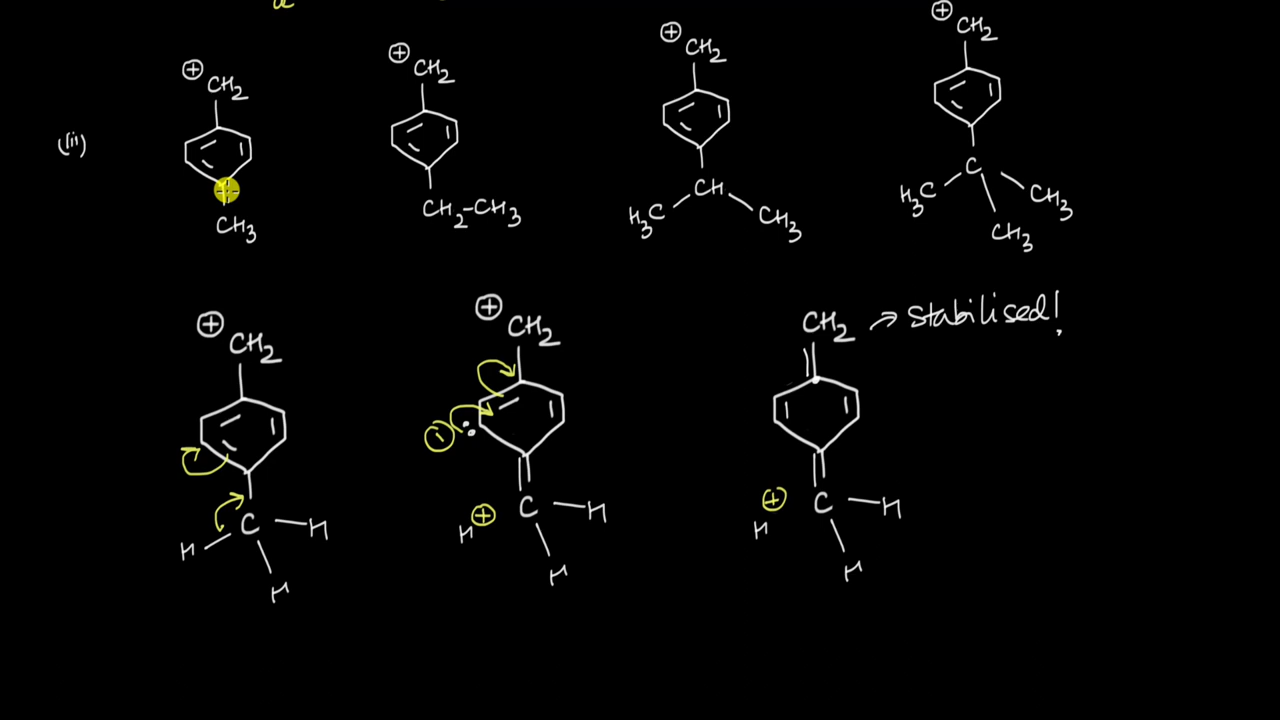 ⊕ CH2
⊕ CH2
⊕ CH2
⊕ CH2
(ii)
CH3
CH2-CH3
CH
H3C
CH3
C
H3C
CH3
CH3
⊕ CH2
⊕ CH2
CH2 → stabilised!
⊖ :
C
H
H
H
C
H ⊕
H
H
C
H ⊕
H
H